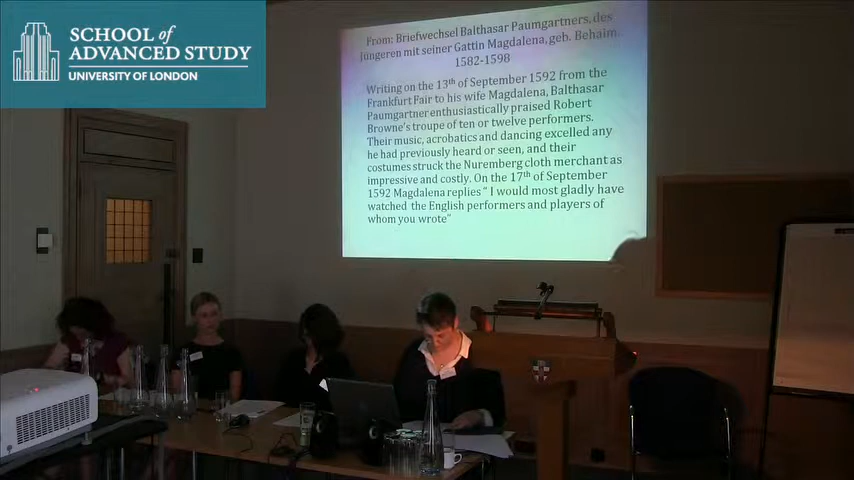 SCHOOL of
ADVANCED STUDY
UNIVERSITY OF LONDON
From: Briefwechsel Balthasar Paumgartners, des
Jüngeren mit seiner Gattin Magdalena, geb. Behaim.
1582-1598
Writing on the 13th of September 1592 from the
Frankfurt Fair to his wife Magdalena, Balthasar
Paumgartner enthusiastically praised Robert
Browne's troupe of ten or twelve performers.
Their music, acrobatics and dancing excelled any
he had previously heard or seen, and their
costumes struck the Nuremberg cloth merchant as
impressive and costly. On the 17th of September
1592 Magdalena replies " I would most gladly have
watched the English performers and players of
whom you wrote"